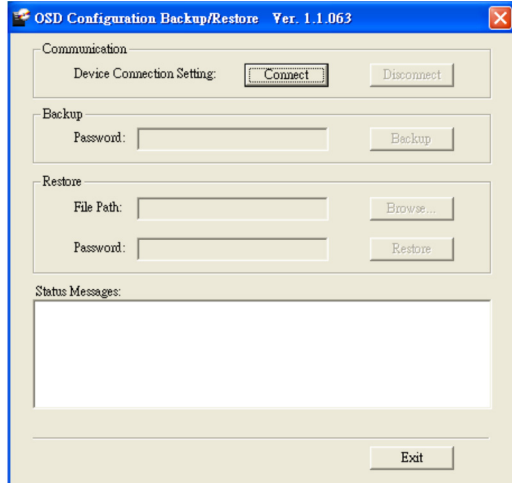 OSD Configuration Backup/Restore Ver. 1.1.063
Communication
Device Connection Setting: Connect Disconnect
Backup
Password: Backup
Restore
File Path: Browse...
Password: Restore
Status Messages:
Exit